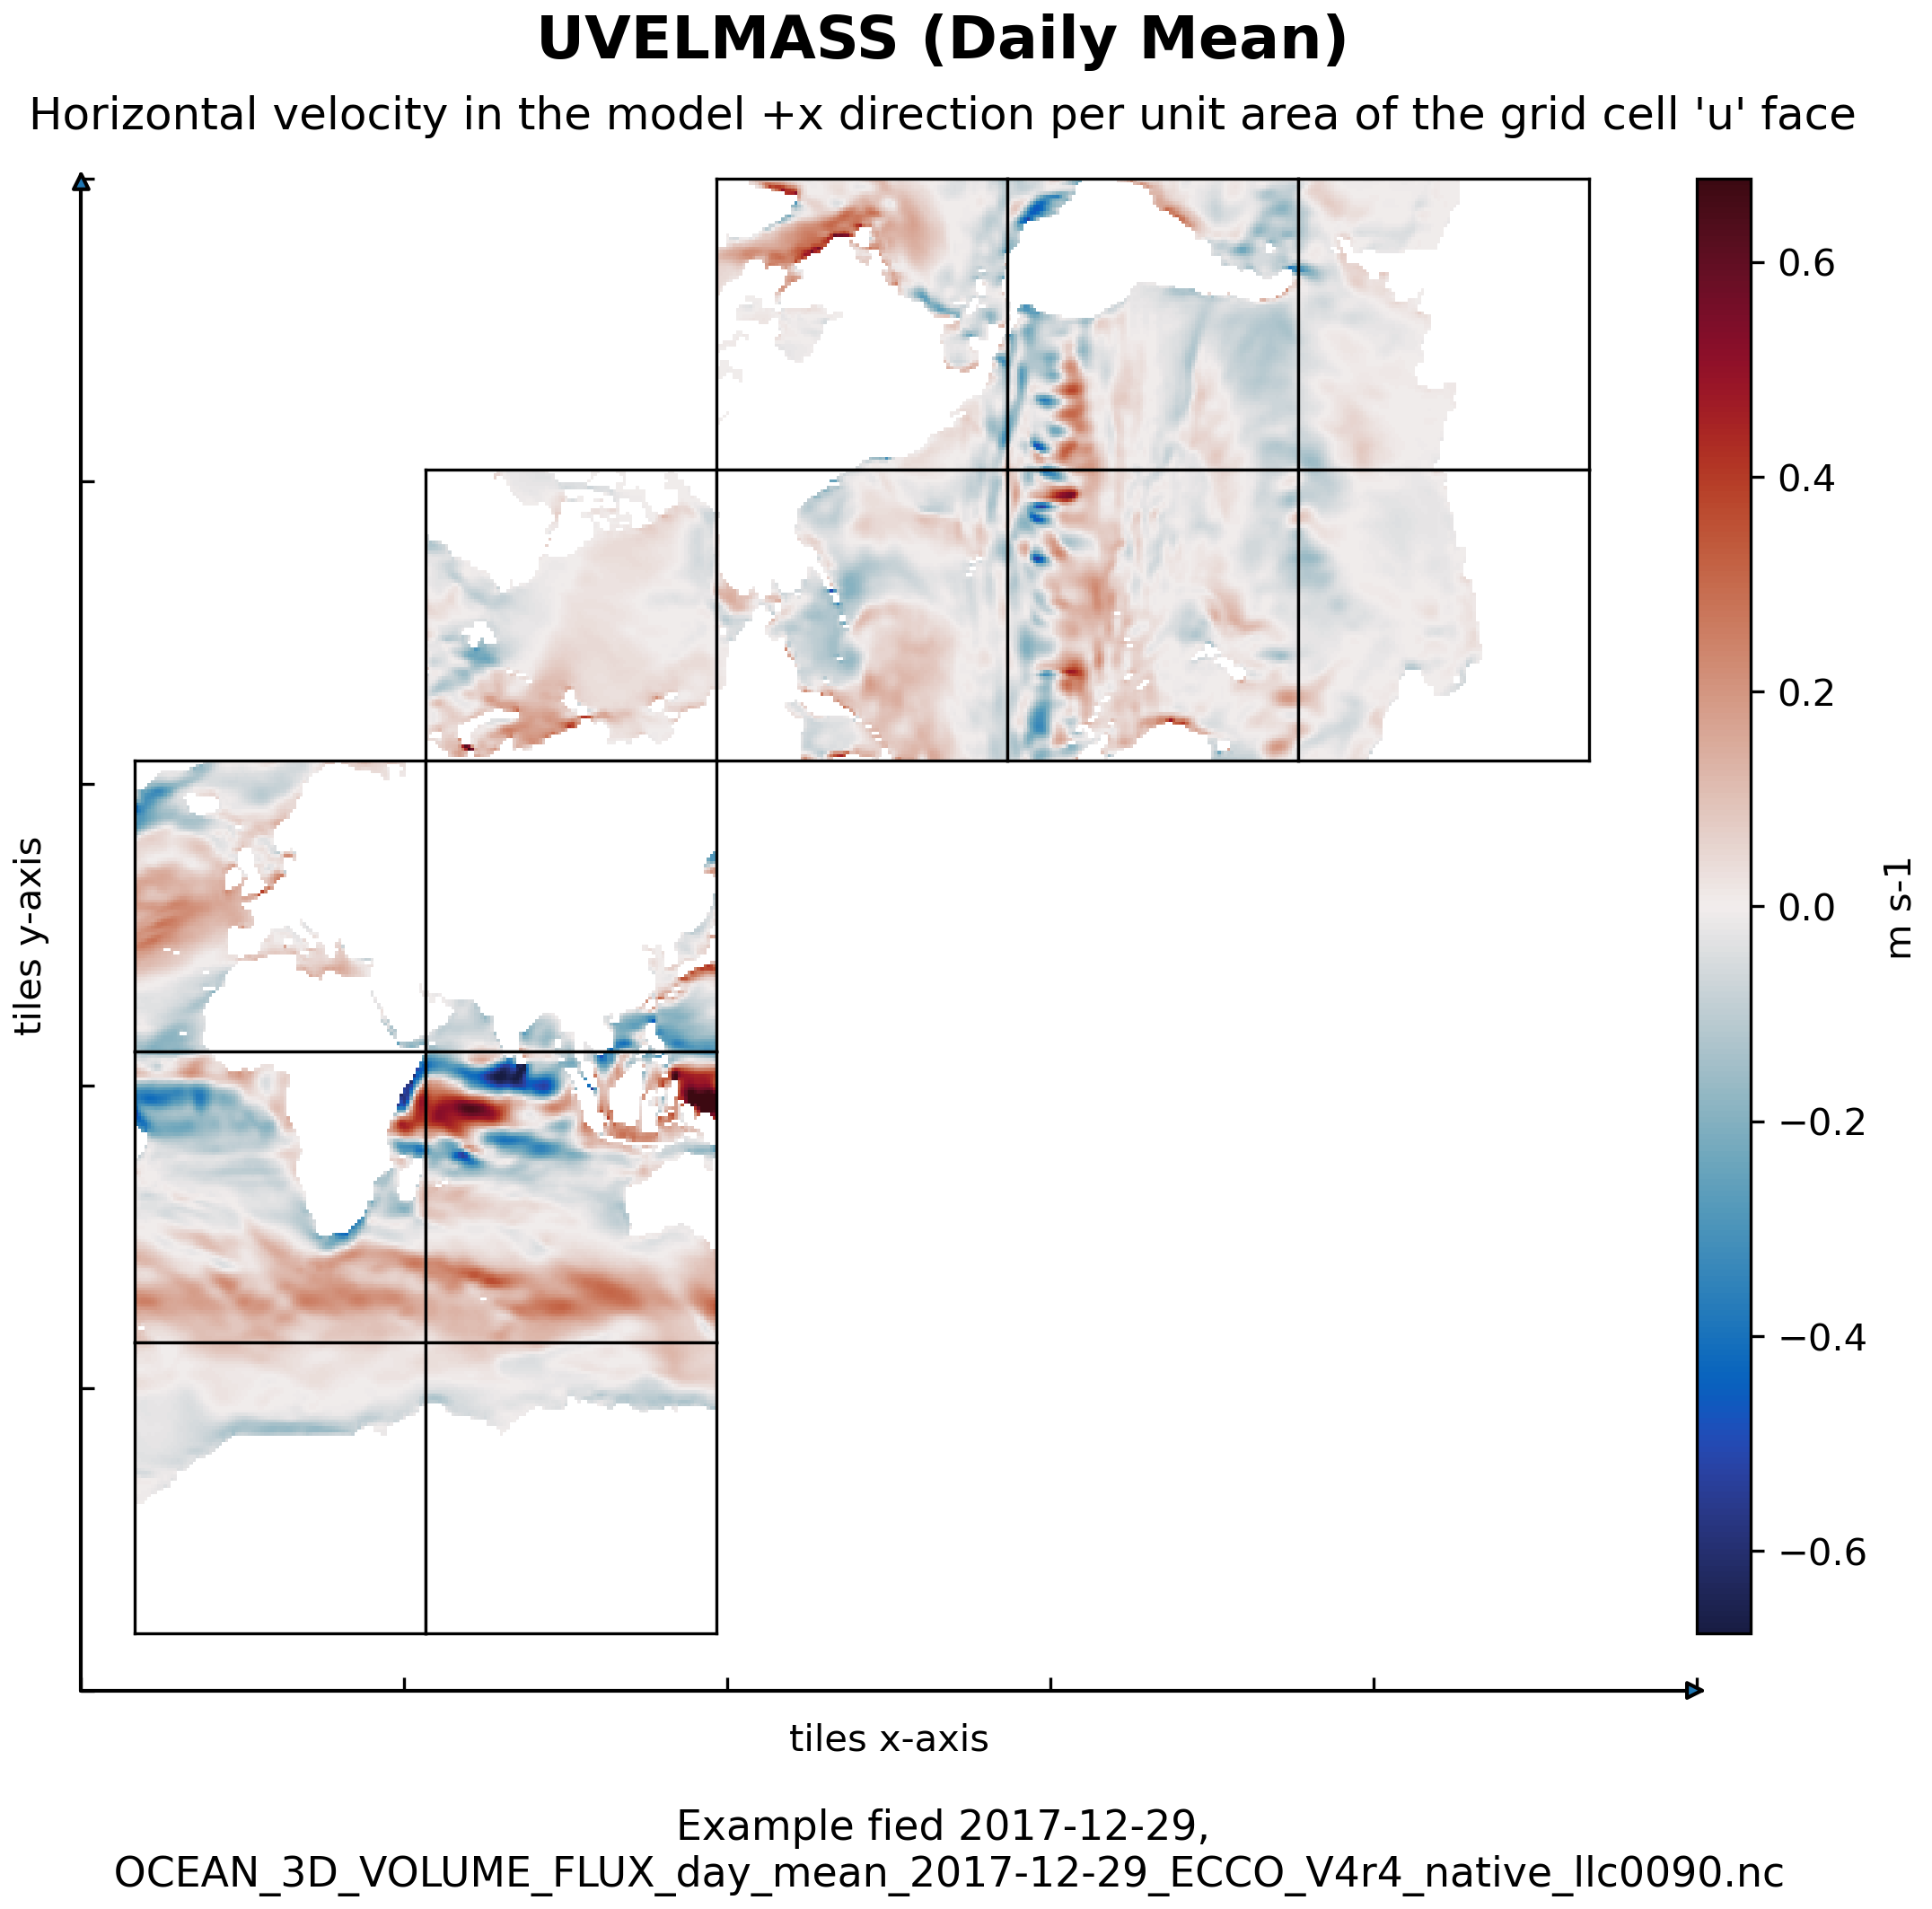 UVELMASS (Daily Mean)
Horizontal velocity in the model +x direction per unit area of the grid cell 'u' face
tiles y-axis
0.6
0.4
0.2
0.0
−0.2
−0.4
−0.6
m s-1
tiles x-axis
Example fied 2017-12-29,
OCEAN_3D_VOLUME_FLUX_day_mean_2017-12-29_ECCO_V4r4_native_llc0090.nc